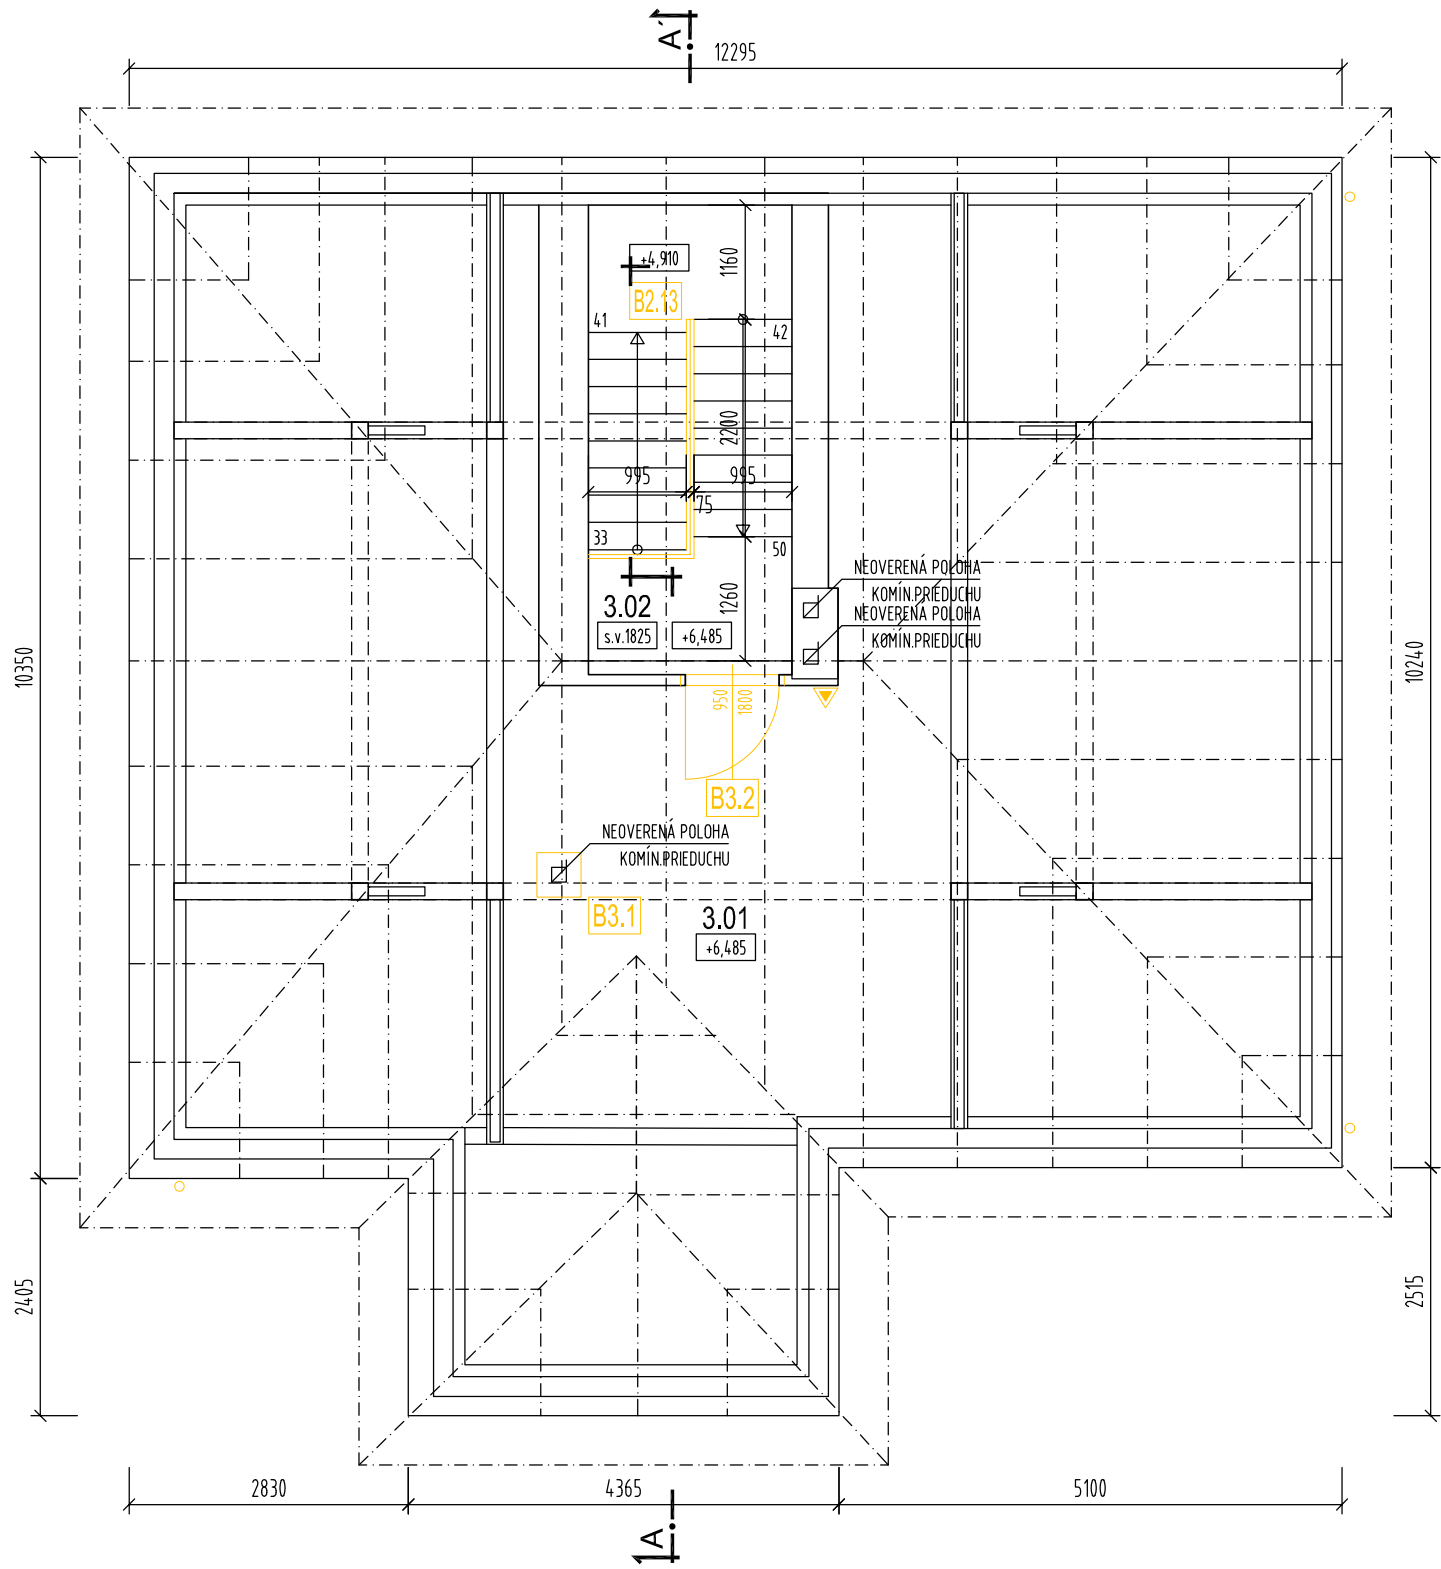 A'
12295
1160
+4,910
B2.13
41
42
2200
995
995
75
33
50
NEOVERENÁ POLOHA
KOMÍN.PRIEDUCHU
NEOVERENÁ POLOHA
KOMÍN.PRIEDUCHU
1260
3.02
s.v.1825
+6,485
10350
10240
950
1800
B3.2
NEOVERENÁ POLOHA
KOMÍN.PRIEDUCHU
B3.1
3.01
+6,485
2405
2515
2830
4365
5100
A